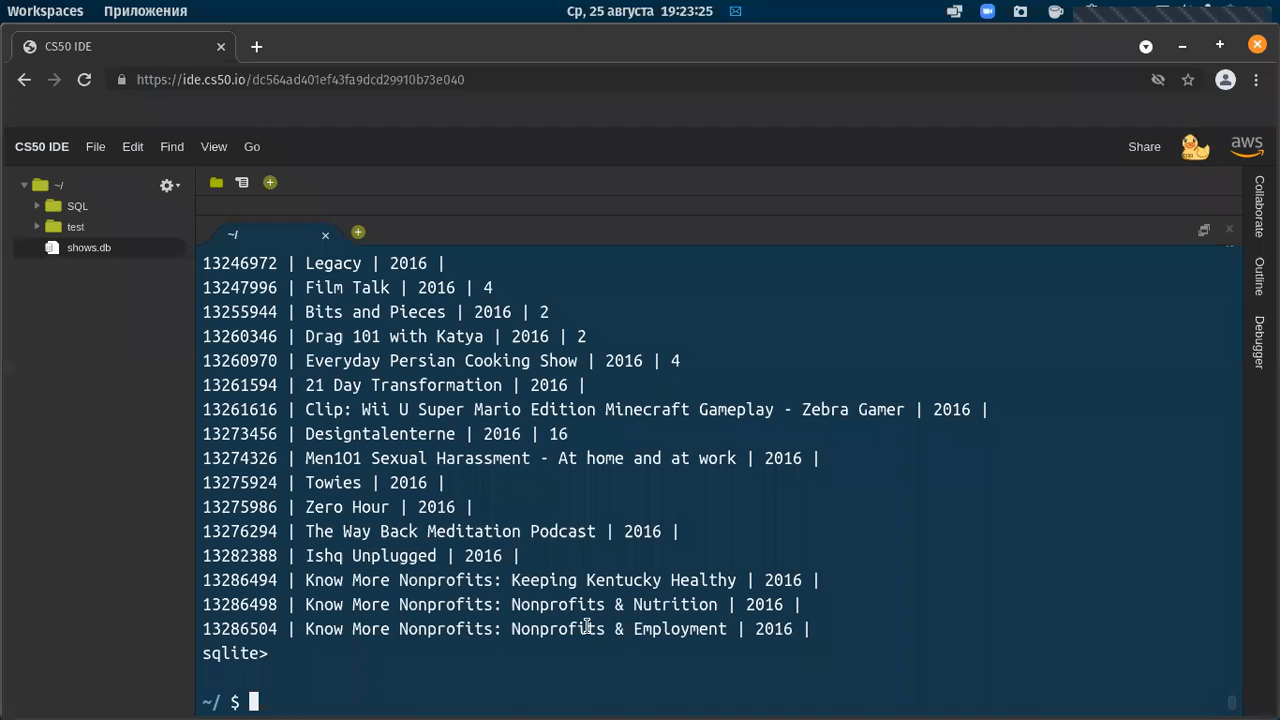 Workspaces Приложения Ср, 25 августа 19:23:25
CS50 IDE
https://ide.cs50.io/dc564ad401ef43fa9dcd29910b73e040
CS50 IDE File Edit Find View Go Share aws
~/
SQL
test
shows.db
~/
13246972 | Legacy | 2016 |
13247996 | Film Talk | 2016 | 4
13255944 | Bits and Pieces | 2016 | 2
13260346 | Drag 101 with Katya | 2016 | 2
13260970 | Everyday Persian Cooking Show | 2016 | 4
13261594 | 21 Day Transformation | 2016 |
13261616 | Clip: Wii U Super Mario Edition Minecraft Gameplay - Zebra Gamer | 2016 |
13273456 | Designtalenterne | 2016 | 16
13274326 | Men1O1 Sexual Harassment - At home and at work | 2016 |
13275924 | Towies | 2016 |
13275986 | Zero Hour | 2016 |
13276294 | The Way Back Meditation Podcast | 2016 |
13282388 | Ishq Unplugged | 2016 |
13286494 | Know More Nonprofits: Keeping Kentucky Healthy | 2016 |
13286498 | Know More Nonprofits: Nonprofits & Nutrition | 2016 |
13286504 | Know More Nonprofits: Nonprofits & Employment | 2016 |
sqlite>
~/ $
Collaborate
Outline
Debugger